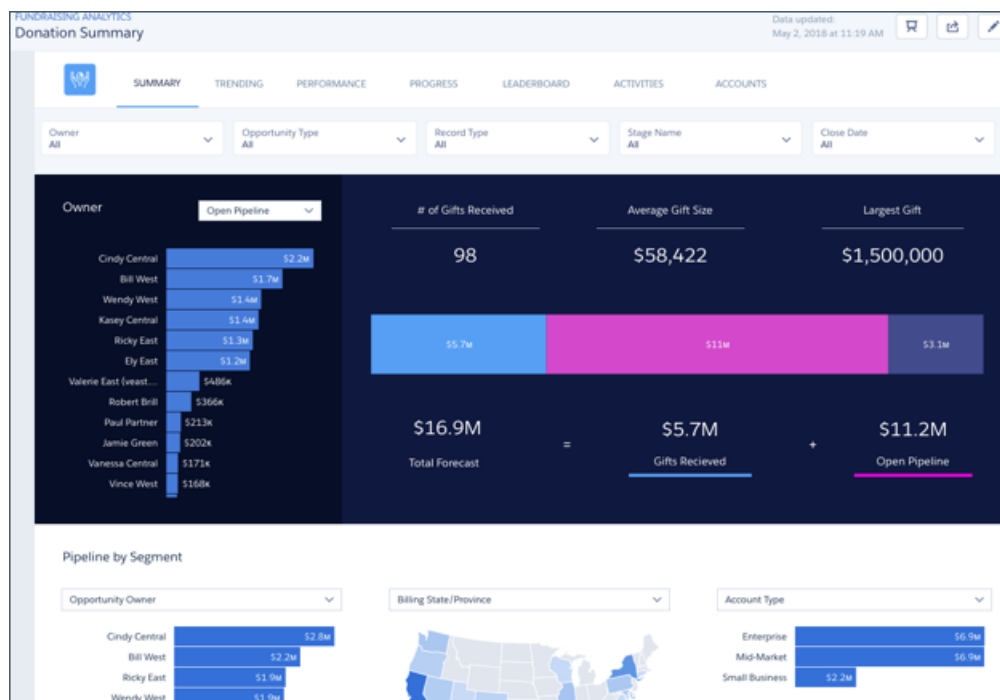 FUNDRAISING ANALYTICS
Donation Summary
Data updated:
May 2, 2018 at 11:19 AM
SUMMARY TRENDING PERFORMANCE PROGRESS LEADERBOARD ACTIVITIES ACCOUNTS
Owner Opportunity Type Record Type Stage Name Close Date
All All All All All
Owner Open Pipeline
Cindy Central $2.2M
Bill West $1.7M
Wendy West $1.4M
Kasey Central $1.4M
Ricky East $1.3M
Ely East $1.2M
Valerie East (veast... $486K
Robert Brill $366K
Paul Partner $213K
Jamie Green $202K
Vanessa Central $171K
Vince West $168K
# of Gifts Received Average Gift Size Largest Gift
98 $58,422 $1,500,000
$5.7M $11M $3.1M
$16.9M = $5.7M + $11.2M
Total Forecast Gifts Recieved Open Pipeline
Pipeline by Segment
Opportunity Owner Billing State/Province Account Type
Cindy Central $2.8M
Bill West $2.2M
Ricky East $1.9M
Wendy West $1.9M
Enterprise $6.9M
Mid-Market $6.9M
Small Business $2.2M